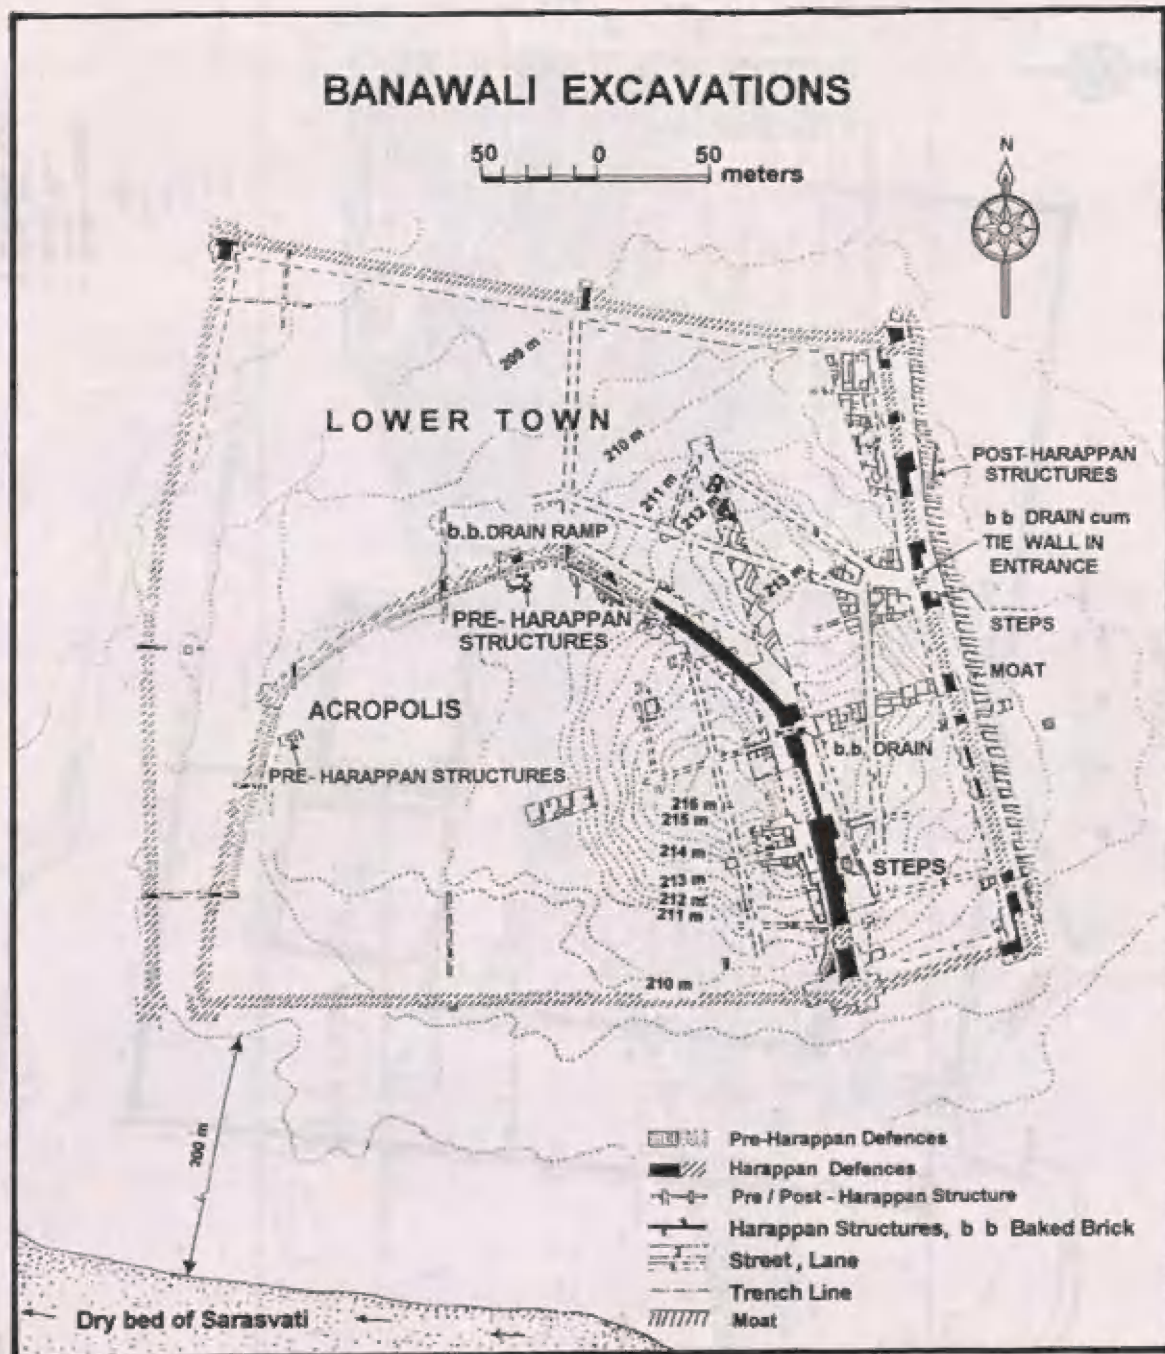 BANAWALI EXCAVATIONS
50 0 50
meters
N
209 m
LOWER TOWN
210 m
211 m
212 m
213 m
POST-HARAPPAN
STRUCTURES
b b DRAIN cum
TIE WALL IN
ENTRANCE
STEPS
MOAT
b.b. DRAIN RAMP
PRE-HARAPPAN
STRUCTURES
ACROPOLIS
PRE-HARAPPAN STRUCTURES
b.b. DRAIN
216 m
215 m
214 m
213 m
212 m
211 m
STEPS
210 m
200 m
Dry bed of Sarasvati
Pre-Harappan Defences
Harappan Defences
Pre / Post - Harappan Structure
Harappan Structures, b b Baked Brick
Street, Lane
Trench Line
Moat